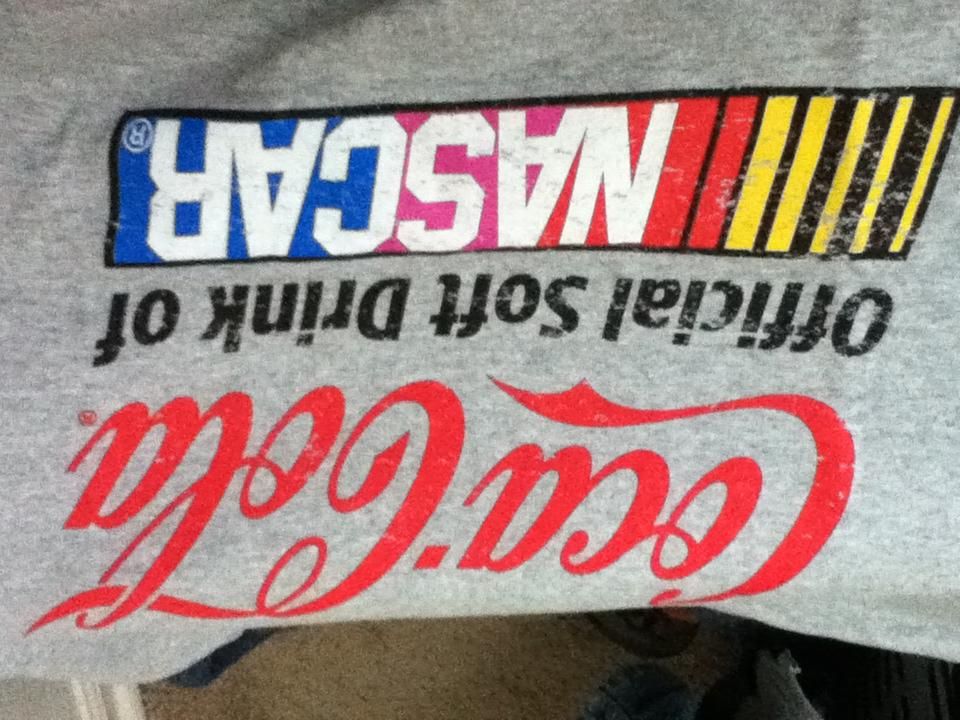 Coca-Cola®
Official Soft Drink of
NASCAR®